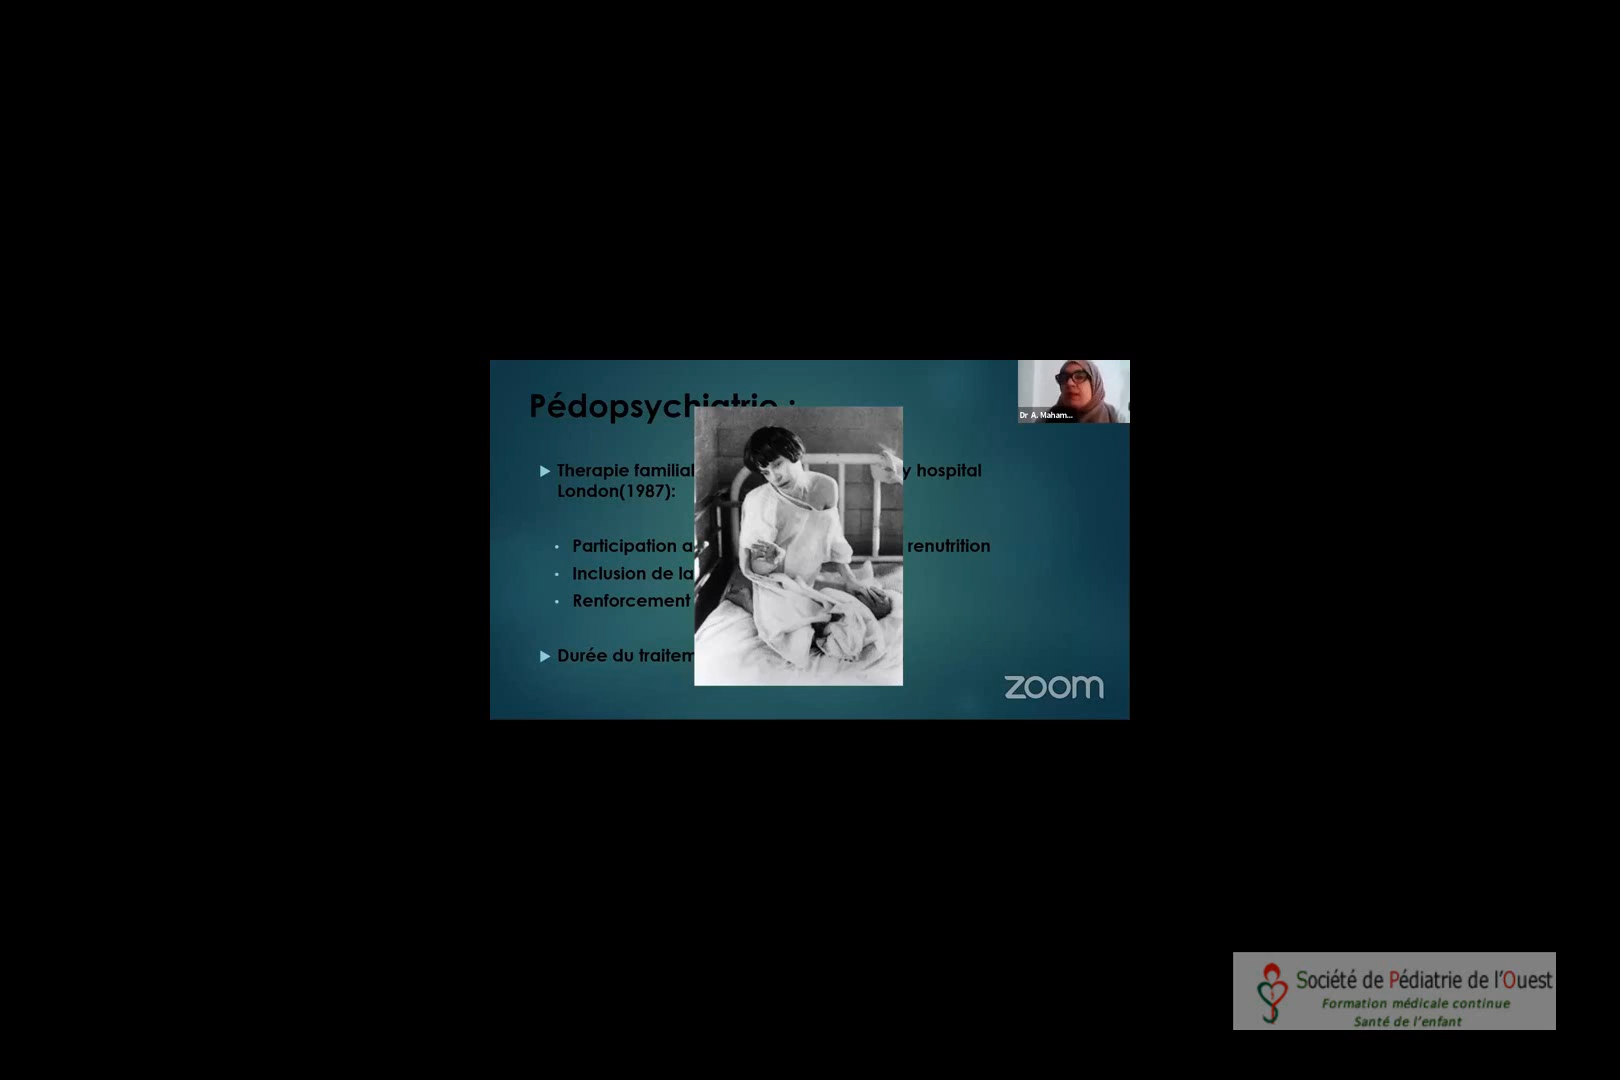 Pédopsychiatrie :
Dr A. Maham...
Therapie familial y hospital
London(1987):
Participation a renutrition
Inclusion de la
Renforcement
Durée du traitem
zoom
Société de Pédiatrie de l'Ouest
Formation médicale continue
Santé de l'enfant